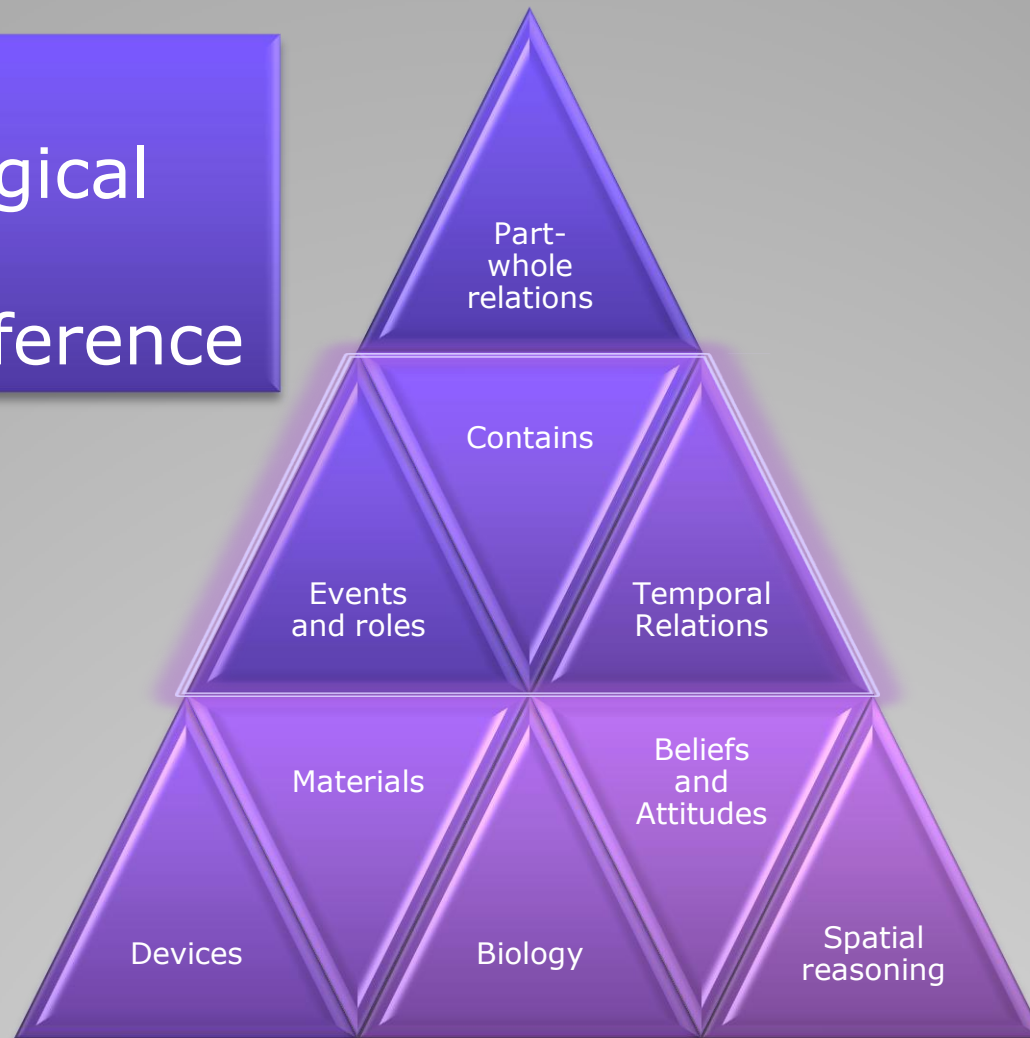 gical
ference
Part-
whole
relations
Contains
Events
and roles
Temporal
Relations
Materials
Beliefs
and
Attitudes
Devices
Biology
Spatial
reasoning